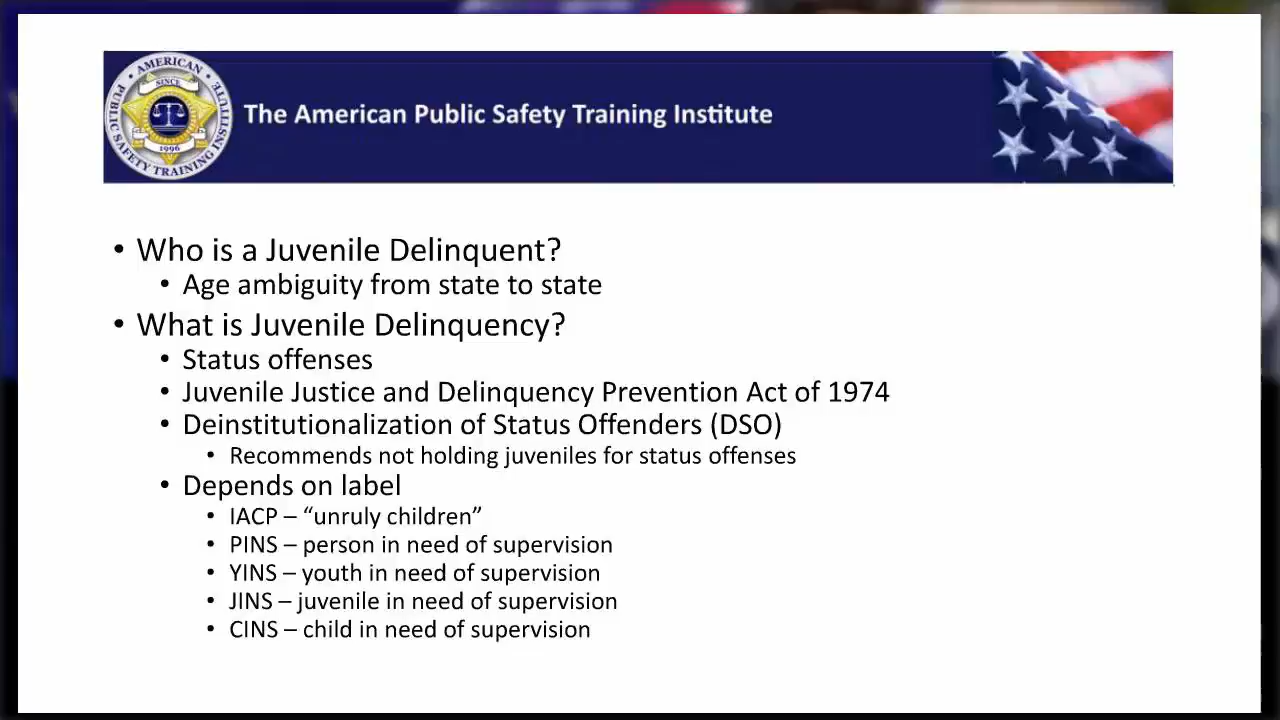 AMERICAN
PUBLIC SAFETY TRAINING INSTITUTE
SINCE
1996
The American Public Safety Training Institute
• Who is a Juvenile Delinquent?
• Age ambiguity from state to state
• What is Juvenile Delinquency?
• Status offenses
• Juvenile Justice and Delinquency Prevention Act of 1974
• Deinstitutionalization of Status Offenders (DSO)
• Recommends not holding juveniles for status offenses
• Depends on label
• IACP – “unruly children”
• PINS – person in need of supervision
• YINS – youth in need of supervision
• JINS – juvenile in need of supervision
• CINS – child in need of supervision